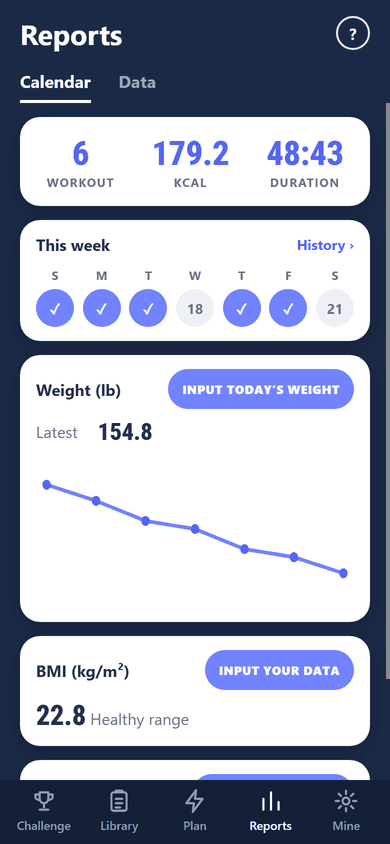 Reports
?
Calendar Data
6 179.2 48:43
WORKOUT KCAL DURATION
This week History ›
S M T W T F S
✓ ✓ ✓ 18 ✓ ✓ 21
Weight (lb) INPUT TODAY'S WEIGHT
Latest 154.8
BMI (kg/m²) INPUT YOUR DATA
22.8 Healthy range
Challenge Library Plan Reports Mine